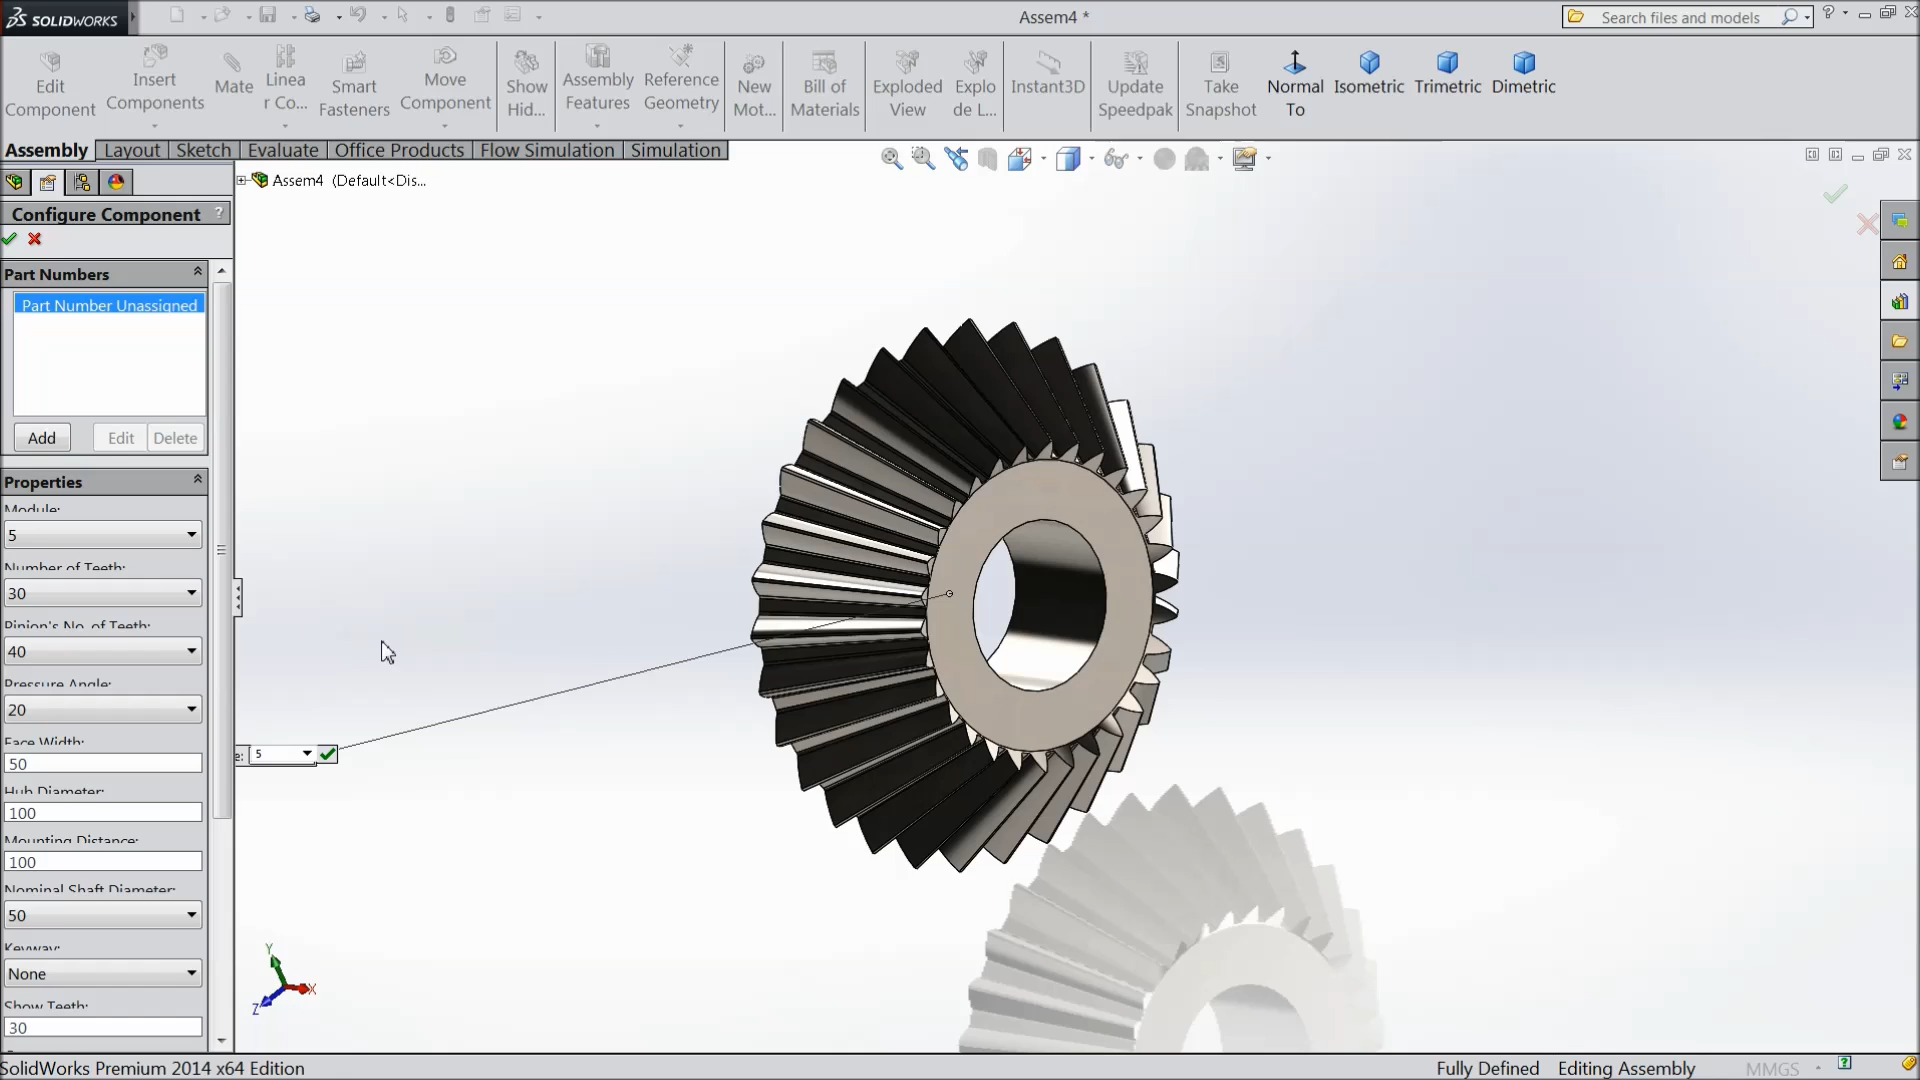 SOLIDWORKS
Assem4 *
Search files and models
Edit Component
Insert Components
Mate
Linea r Co...
Smart Fasteners
Move Component
Show Hid...
Assembly Features
Reference Geometry
New Mot...
Bill of Materials
Exploded View
Explo de L...
Instant3D
Update Speedpak
Take Snapshot
Normal To
Isometric
Trimetric
Dimetric
Assembly
Layout
Sketch
Evaluate
Office Products
Flow Simulation
Simulation
Assem4 (Default<Dis...
Configure Component
?
Part Numbers
Part Number Unassigned
Add
Edit
Delete
Properties
Module:
5
Number of Teeth:
30
Pinion's No. of Teeth:
40
Pressure Angle:
20
Face Width:
50
e: 5
Hub Diameter:
100
Mounting Distance:
100
Nominal Shaft Diameter:
50
Keyway:
None
Show Teeth:
30
Y
X
Z
SolidWorks Premium 2014 x64 Edition
Fully Defined
Editing Assembly
MMGS